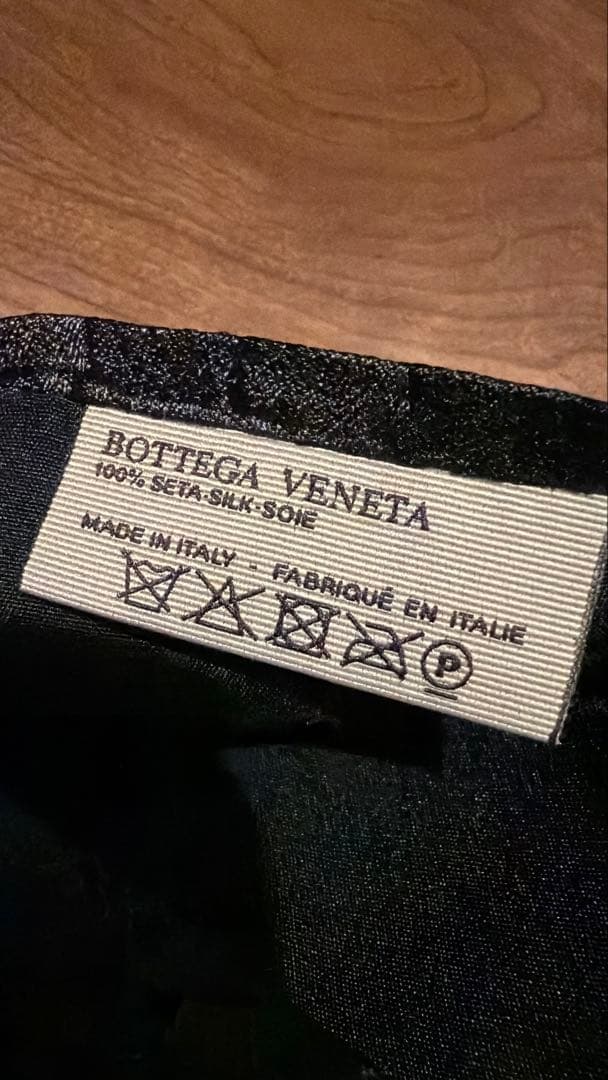 BOTTEGA VENETA
100% SETA-SILK-SOIE
MADE IN ITALY - FABRIQUÉ EN ITALIE
P